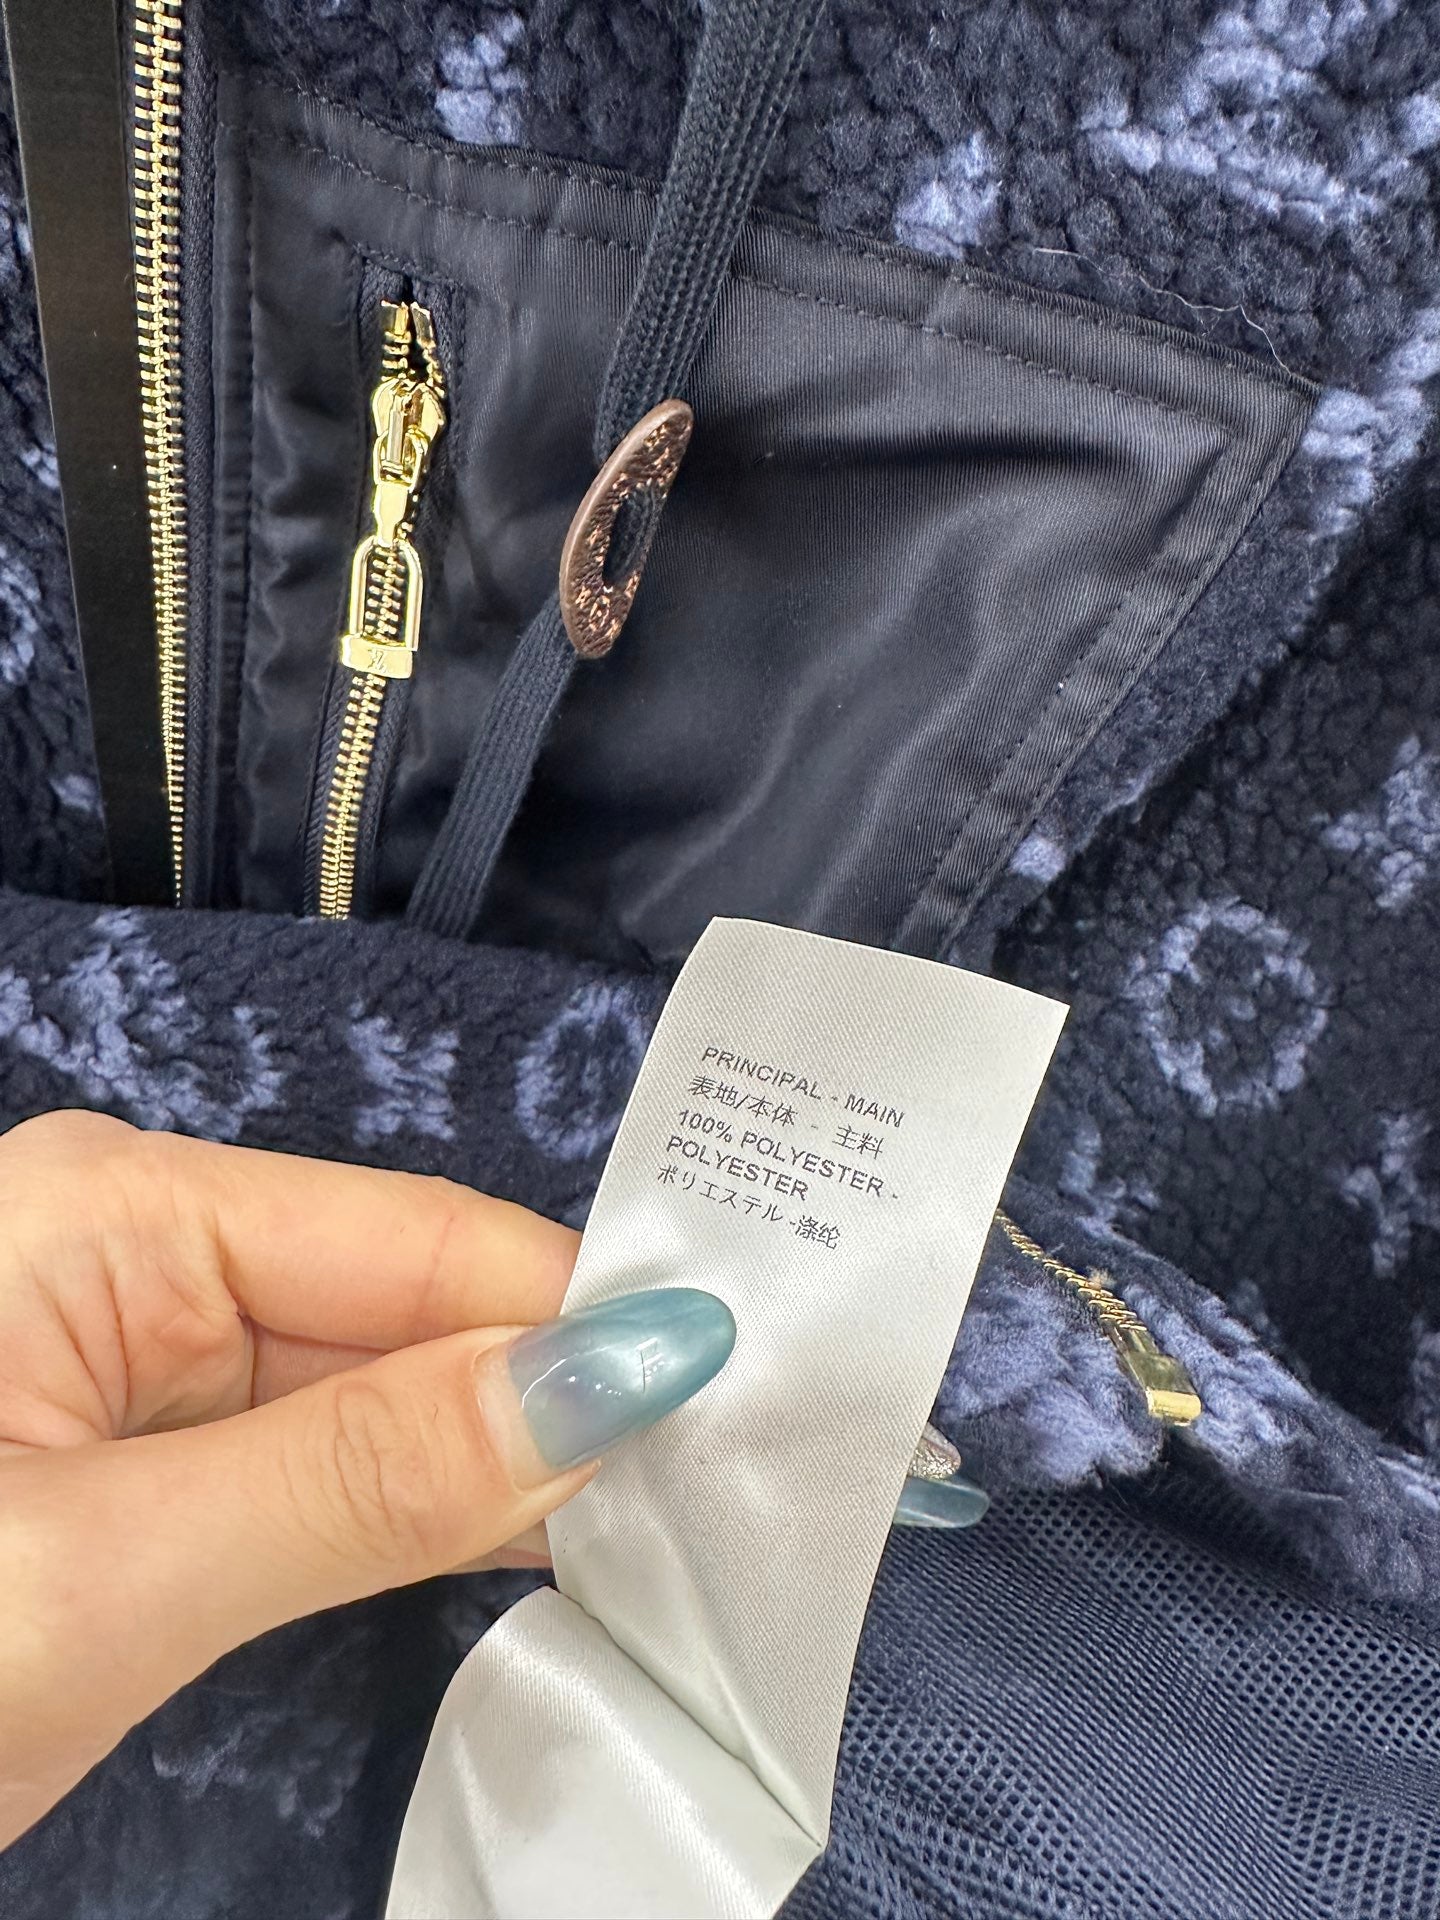 PRINCIPAL - MAIN
表地/本体 - 主料
100% POLYESTER -
POLYESTER
ポリエステル -涤纶
LV